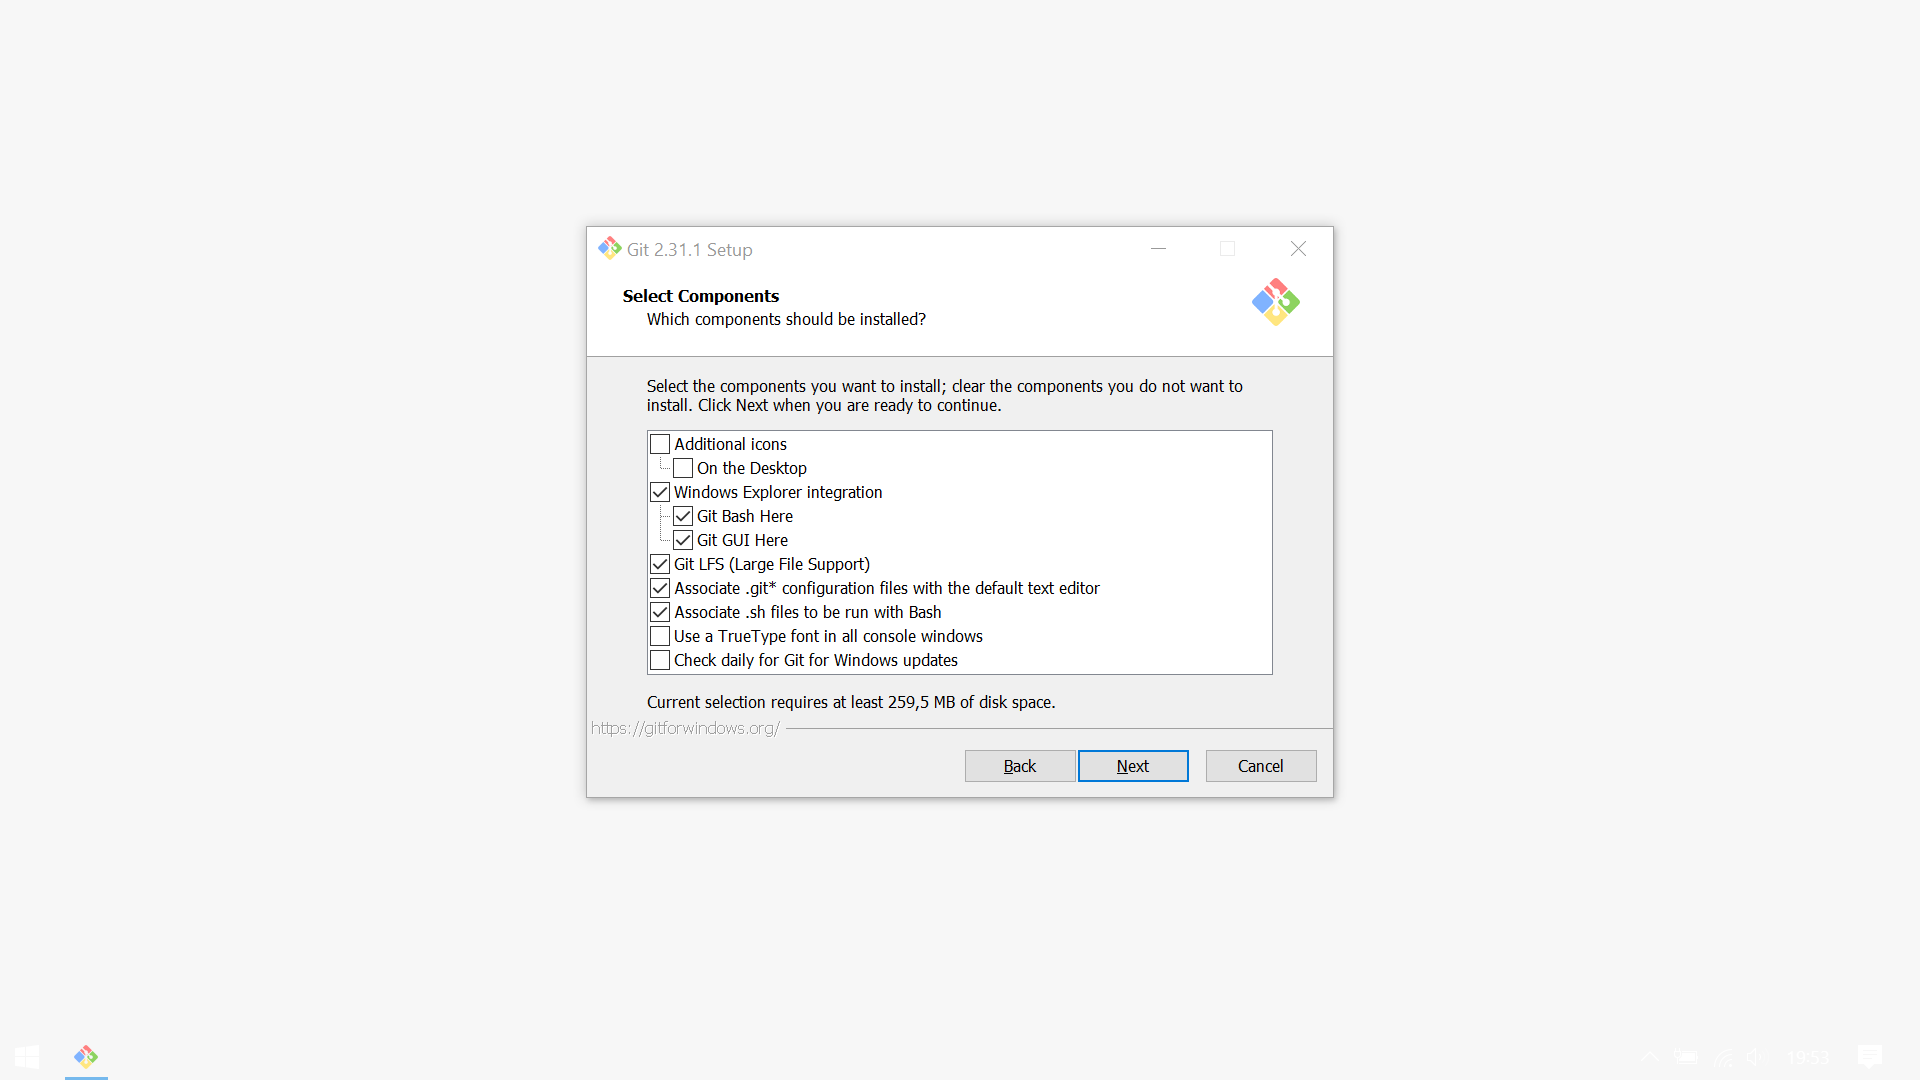 Git 2.31.1 Setup
Select Components
Which components should be installed?
Select the components you want to install; clear the components you do not want to
install. Click Next when you are ready to continue.
Additional icons
On the Desktop
Windows Explorer integration
Git Bash Here
Git GUI Here
Git LFS (Large File Support)
Associate .git* configuration files with the default text editor
Associate .sh files to be run with Bash
Use a TrueType font in all console windows
Check daily for Git for Windows updates
Current selection requires at least 259,5 MB of disk space.
https://gitforwindows.org/
Back Next Cancel
19:53